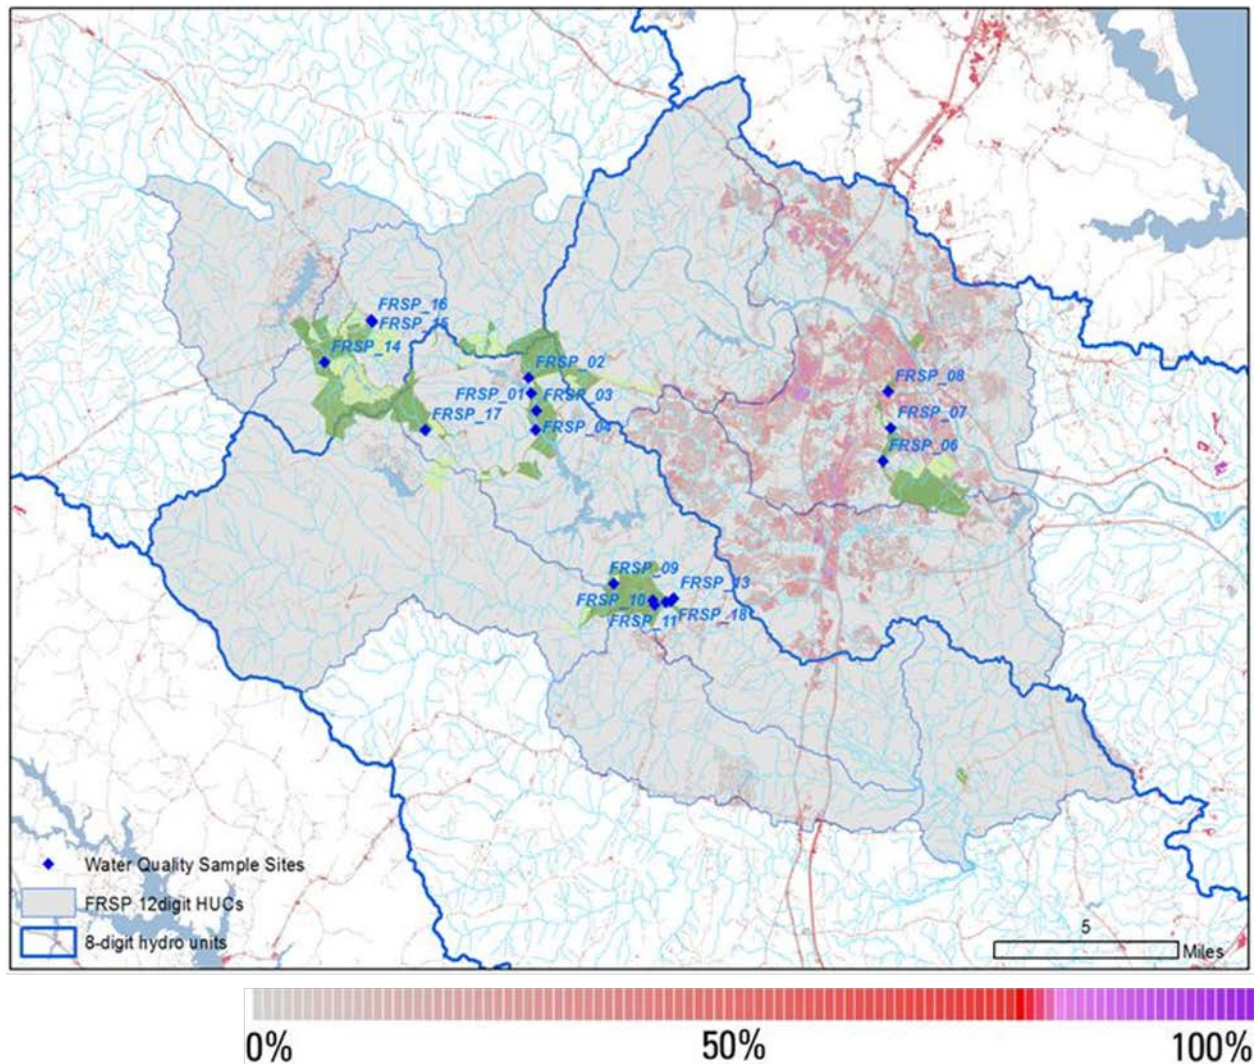 FRSP_16
FRSP_15
FRSP_14
FRSP_02
FRSP_01
FRSP_03
FRSP_17
FRSP_04
FRSP_08
FRSP_07
FRSP_06
FRSP_09
FRSP_13
FRSP_10
FRSP_11
FRSP_18
Water Quality Sample Sites
FRSP 12digit HUCs
8-digit hydro units
5
Miles
0%
50%
100%